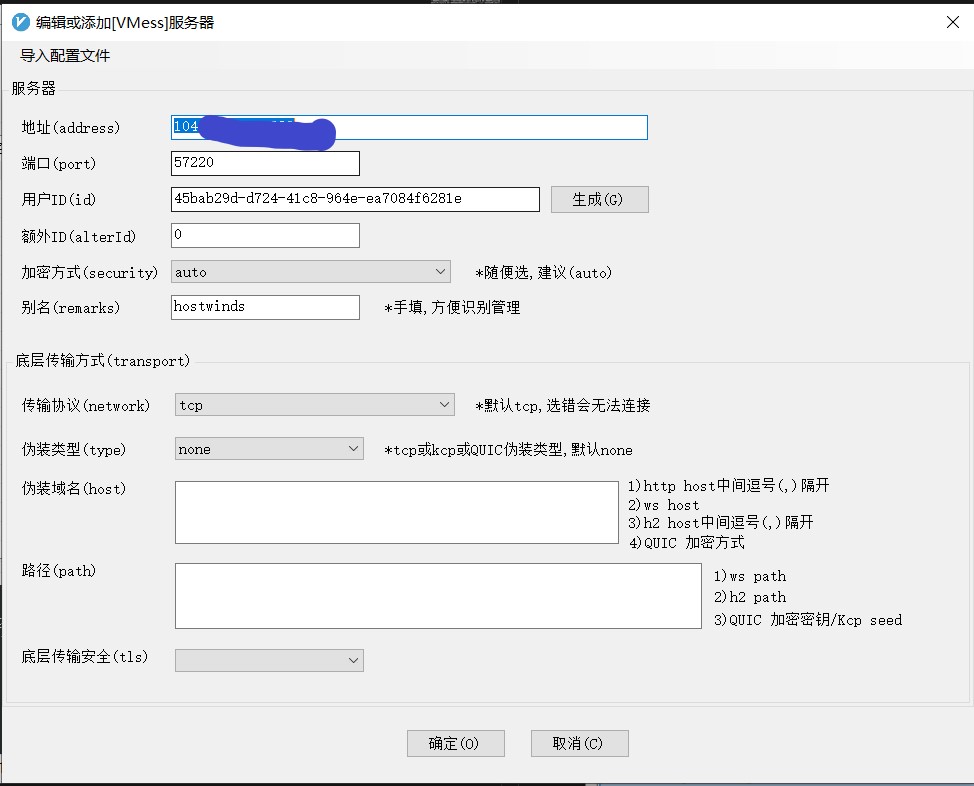 编辑或添加[VMess]服务器
导入配置文件
服务器
地址(address) 104
端口(port) 57220
用户ID(id) 45bab29d-d724-41c8-964e-ea7084f6281e 生成(G)
额外ID(alterId) 0
加密方式(security) auto *随便选,建议(auto)
别名(remarks) hostwinds *手填,方便识别管理
底层传输方式(transport)
传输协议(network) tcp *默认tcp,选错会无法连接
伪装类型(type) none *tcp或kcp或QUIC伪装类型,默认none
伪装域名(host)
1)http host中间逗号(,)隔开
2)ws host
3)h2 host中间逗号(,)隔开
4)QUIC 加密方式
路径(path)
1)ws path
2)h2 path
3)QUIC 加密密钥/Kcp seed
底层传输安全(tls)
确定(O) 取消(C)